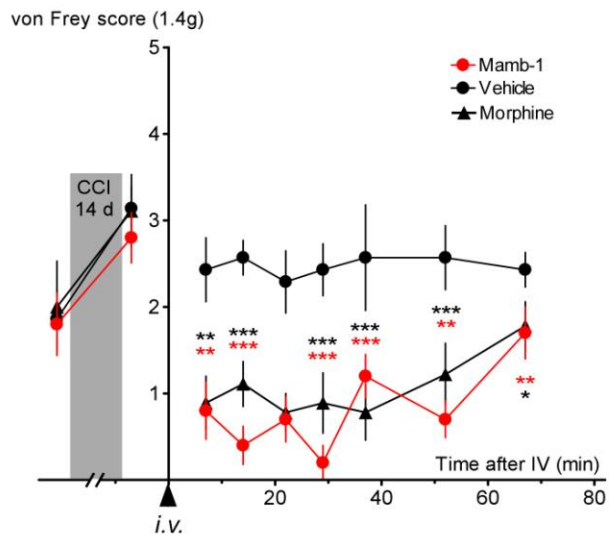 von Frey score (1.4g)
5
Mamb-1
Vehicle
Morphine
4
CCI
14 d
3
2
** *** *** *** ***
** *** *** *** **
1
**
*
Time after IV (min)
20 40 60 80
i.v.